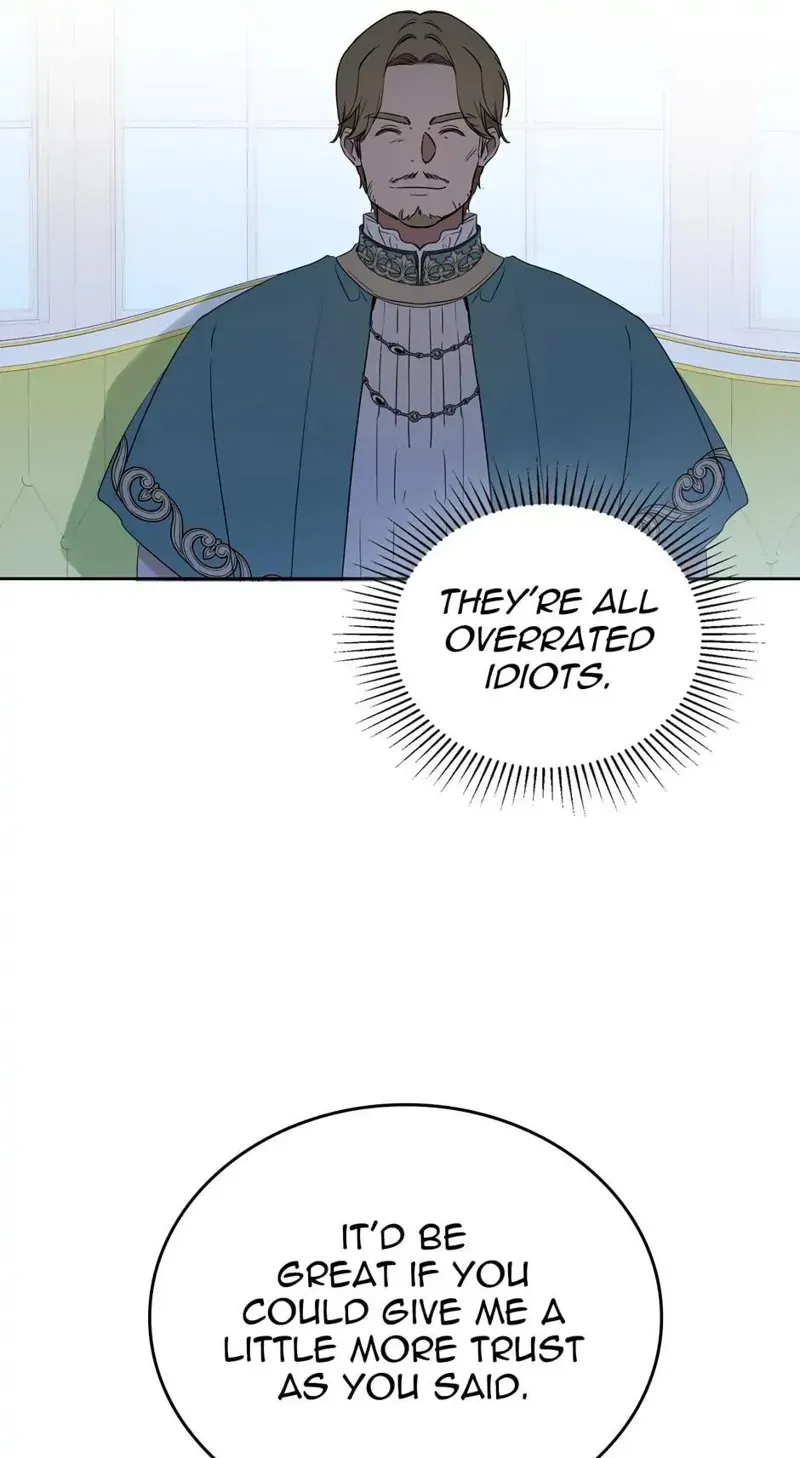 THEY'RE ALL
OVERRATED
IDIOTS.
IT'D BE
GREAT IF YOU
COULD GIVE ME A
LITTLE MORE TRUST
AS YOU SAID.